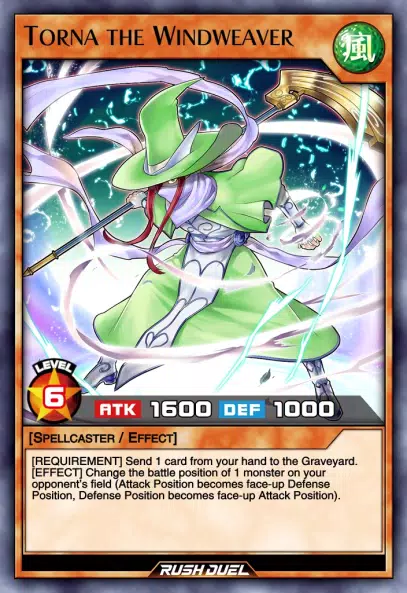 TORNA THE WINDWEAVER
風
LEVEL
6
ATK 1600 DEF 1000
[SPELLCASTER / EFFECT]
[REQUIREMENT] Send 1 card from your hand to the Graveyard.
[EFFECT] Change the battle position of 1 monster on your
opponent's field (Attack Position becomes face-up Defense
Position, Defense Position becomes face-up Attack Position).
RUSH DUEL